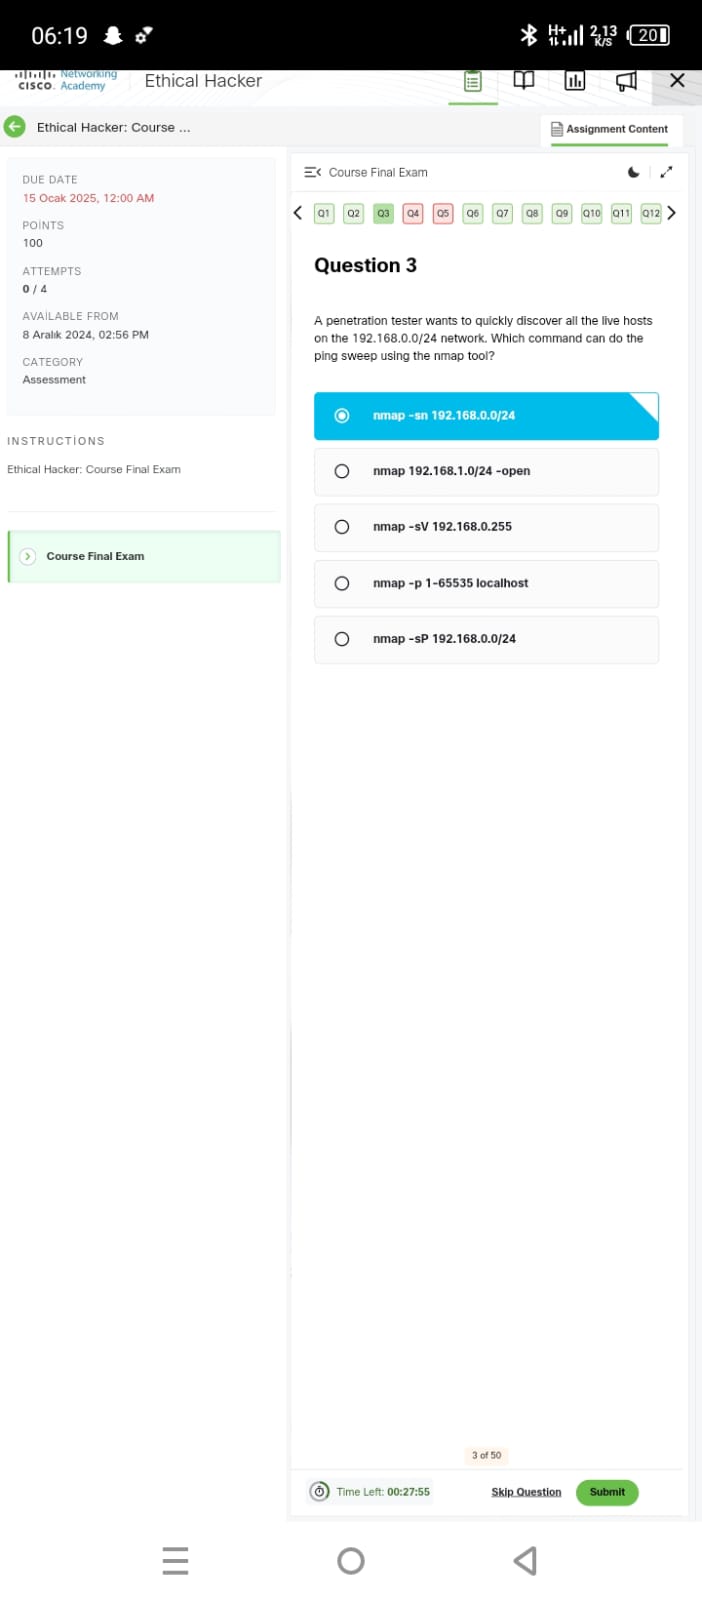 06:19
H+ 2,13 K/S 20
CISCO. Networking Academy
Ethical Hacker
Ethical Hacker: Course ...
Assignment Content
DUE DATE
15 Ocak 2025, 12:00 AM
POİNTS
100
ATTEMPTS
0 / 4
AVAILABLE FROM
8 Aralık 2024, 02:56 PM
CATEGORY
Assessment
INSTRUCTİONS
Ethical Hacker: Course Final Exam
Course Final Exam
Course Final Exam
Q1 Q2 Q3 Q4 Q5 Q6 Q7 Q8 Q9 Q10 Q11 Q12
Question 3
A penetration tester wants to quickly discover all the live hosts
on the 192.168.0.0/24 network. Which command can do the
ping sweep using the nmap tool?
nmap -sn 192.168.0.0/24
nmap 192.168.1.0/24 -open
nmap -sV 192.168.0.255
nmap -p 1-65535 localhost
nmap -sP 192.168.0.0/24
3 of 50
Time Left: 00:27:55
Skip Question
Submit